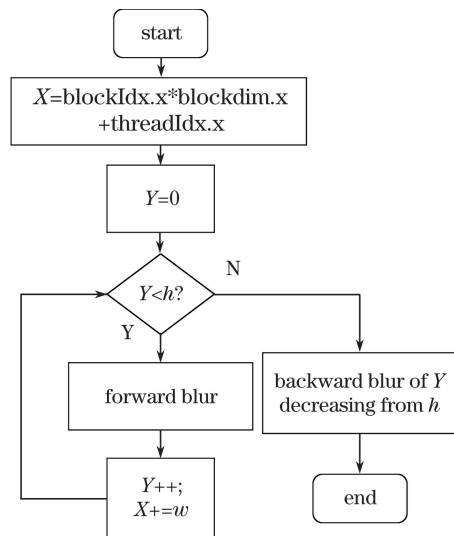 start
X=blockIdx.x*blockdim.x
+threadIdx.x
Y=0
Y<h?
N
Y
forward blur
backward blur of Y
decreasing from h
Y++;
X+=w
end